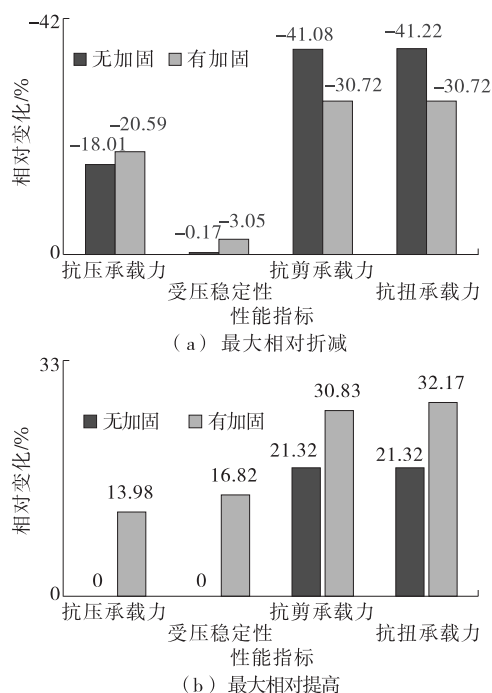 -42
无加固 有加固
-41.08 -41.22
-30.72 -30.72
-20.59
-18.01
-3.05
-0.17
相对变化/%
0
抗压承载力 抗剪承载力
受压稳定性 抗扭承载力
性能指标
（a）最大相对折减
33
30.83 32.17
无加固 有加固
21.32 21.32
16.82
13.98
相对变化/%
0 0
0
抗压承载力 抗剪承载力
受压稳定性 抗扭承载力
性能指标
（b）最大相对提高